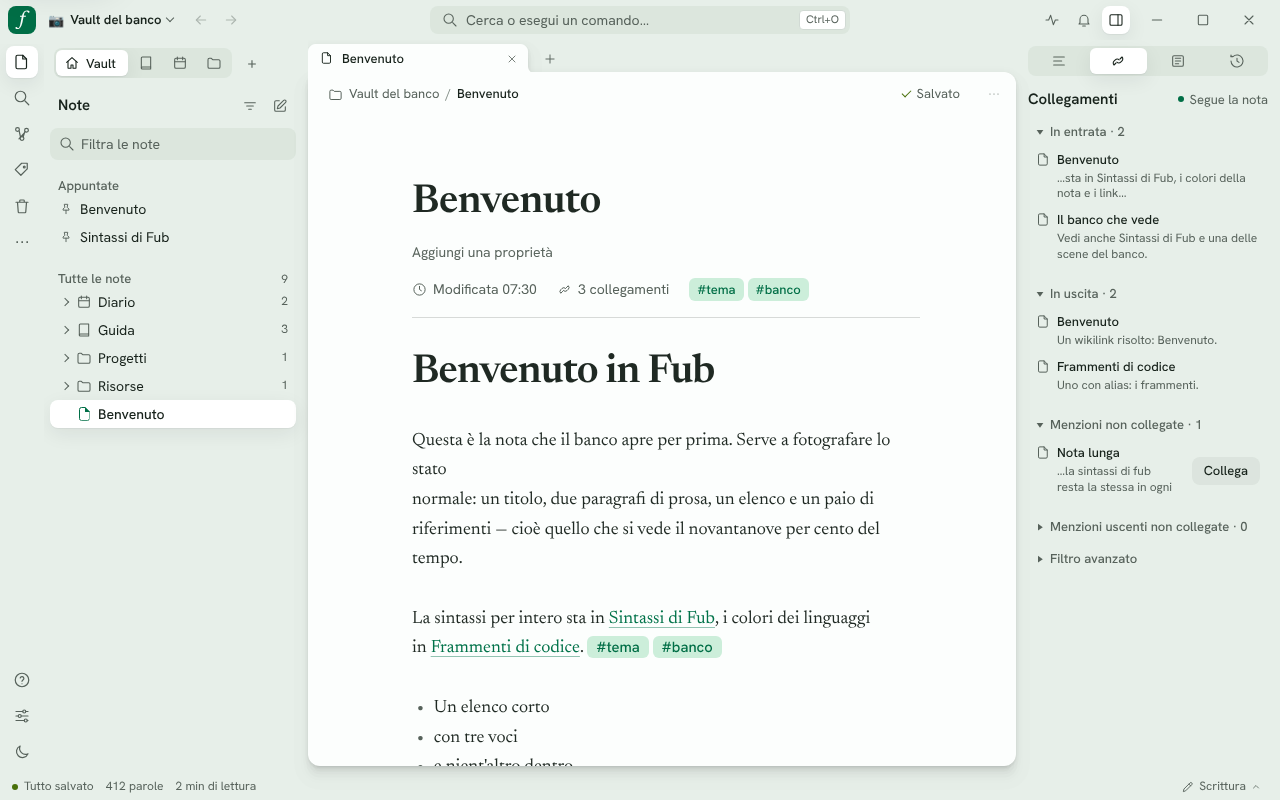 Vault del banco
Cerca o esegui un comando...
Ctrl+O
Vault
Note
Filtra le note
Appuntate
Benvenuto
Sintassi di Fub
Tutte le note 9
Diario 2
Guida 3
Progetti 1
Risorse 1
Benvenuto
Benvenuto
Vault del banco / Benvenuto
Salvato
Benvenuto
Aggiungi una proprietà
Modificata 07:30 3 collegamenti #tema #banco
Benvenuto in Fub
Questa è la nota che il banco apre per prima. Serve a fotografare lo
stato
normale: un titolo, due paragrafi di prosa, un elenco e un paio di
riferimenti — cioè quello che si vede il novantanove per cento del
tempo.
La sintassi per intero sta in Sintassi di Fub, i colori dei linguaggi
in Frammenti di codice. #tema #banco
• Un elenco corto
• con tre voci
• e nient'altro dentro
Collegamenti
Segue la nota
In entrata · 2
Benvenuto
…sta in Sintassi di Fub, i colori della
nota e i link…
Il banco che vede
Vedi anche Sintassi di Fub e una delle
scene del banco.
In uscita · 2
Benvenuto
Un wikilink risolto: Benvenuto.
Frammenti di codice
Uno con alias: i frammenti.
Menzioni non collegate · 1
Nota lunga
…la sintassi di fub
resta la stessa in ogni
Collega
Menzioni uscenti non collegate · 0
Filtro avanzato
Tutto salvato 412 parole 2 min di lettura
Scrittura